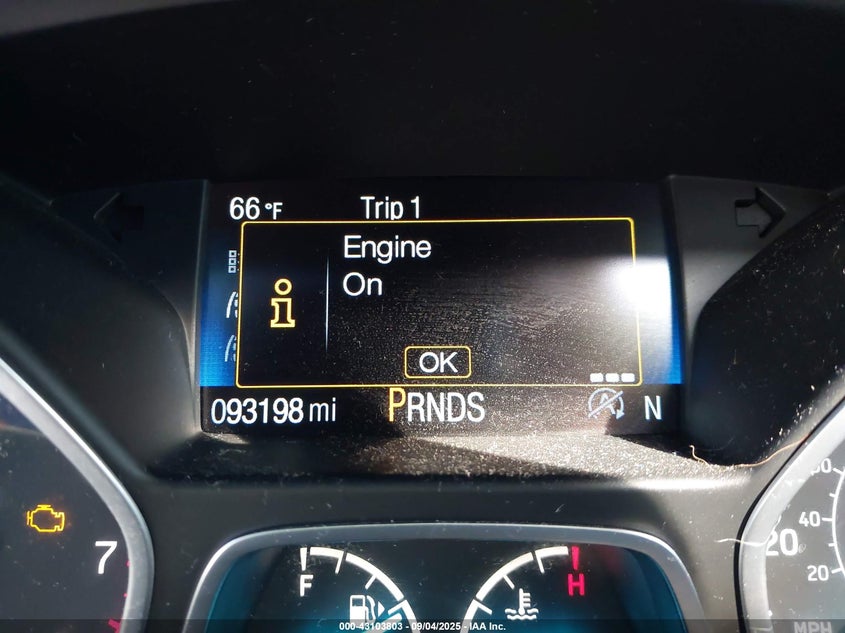 66 °F Trip 1
Engine
On
OK
093198 mi PRNDS A N
7
F H
40
20 20
MPH
000-43103803 - 09/04/2025 - IAA Inc.